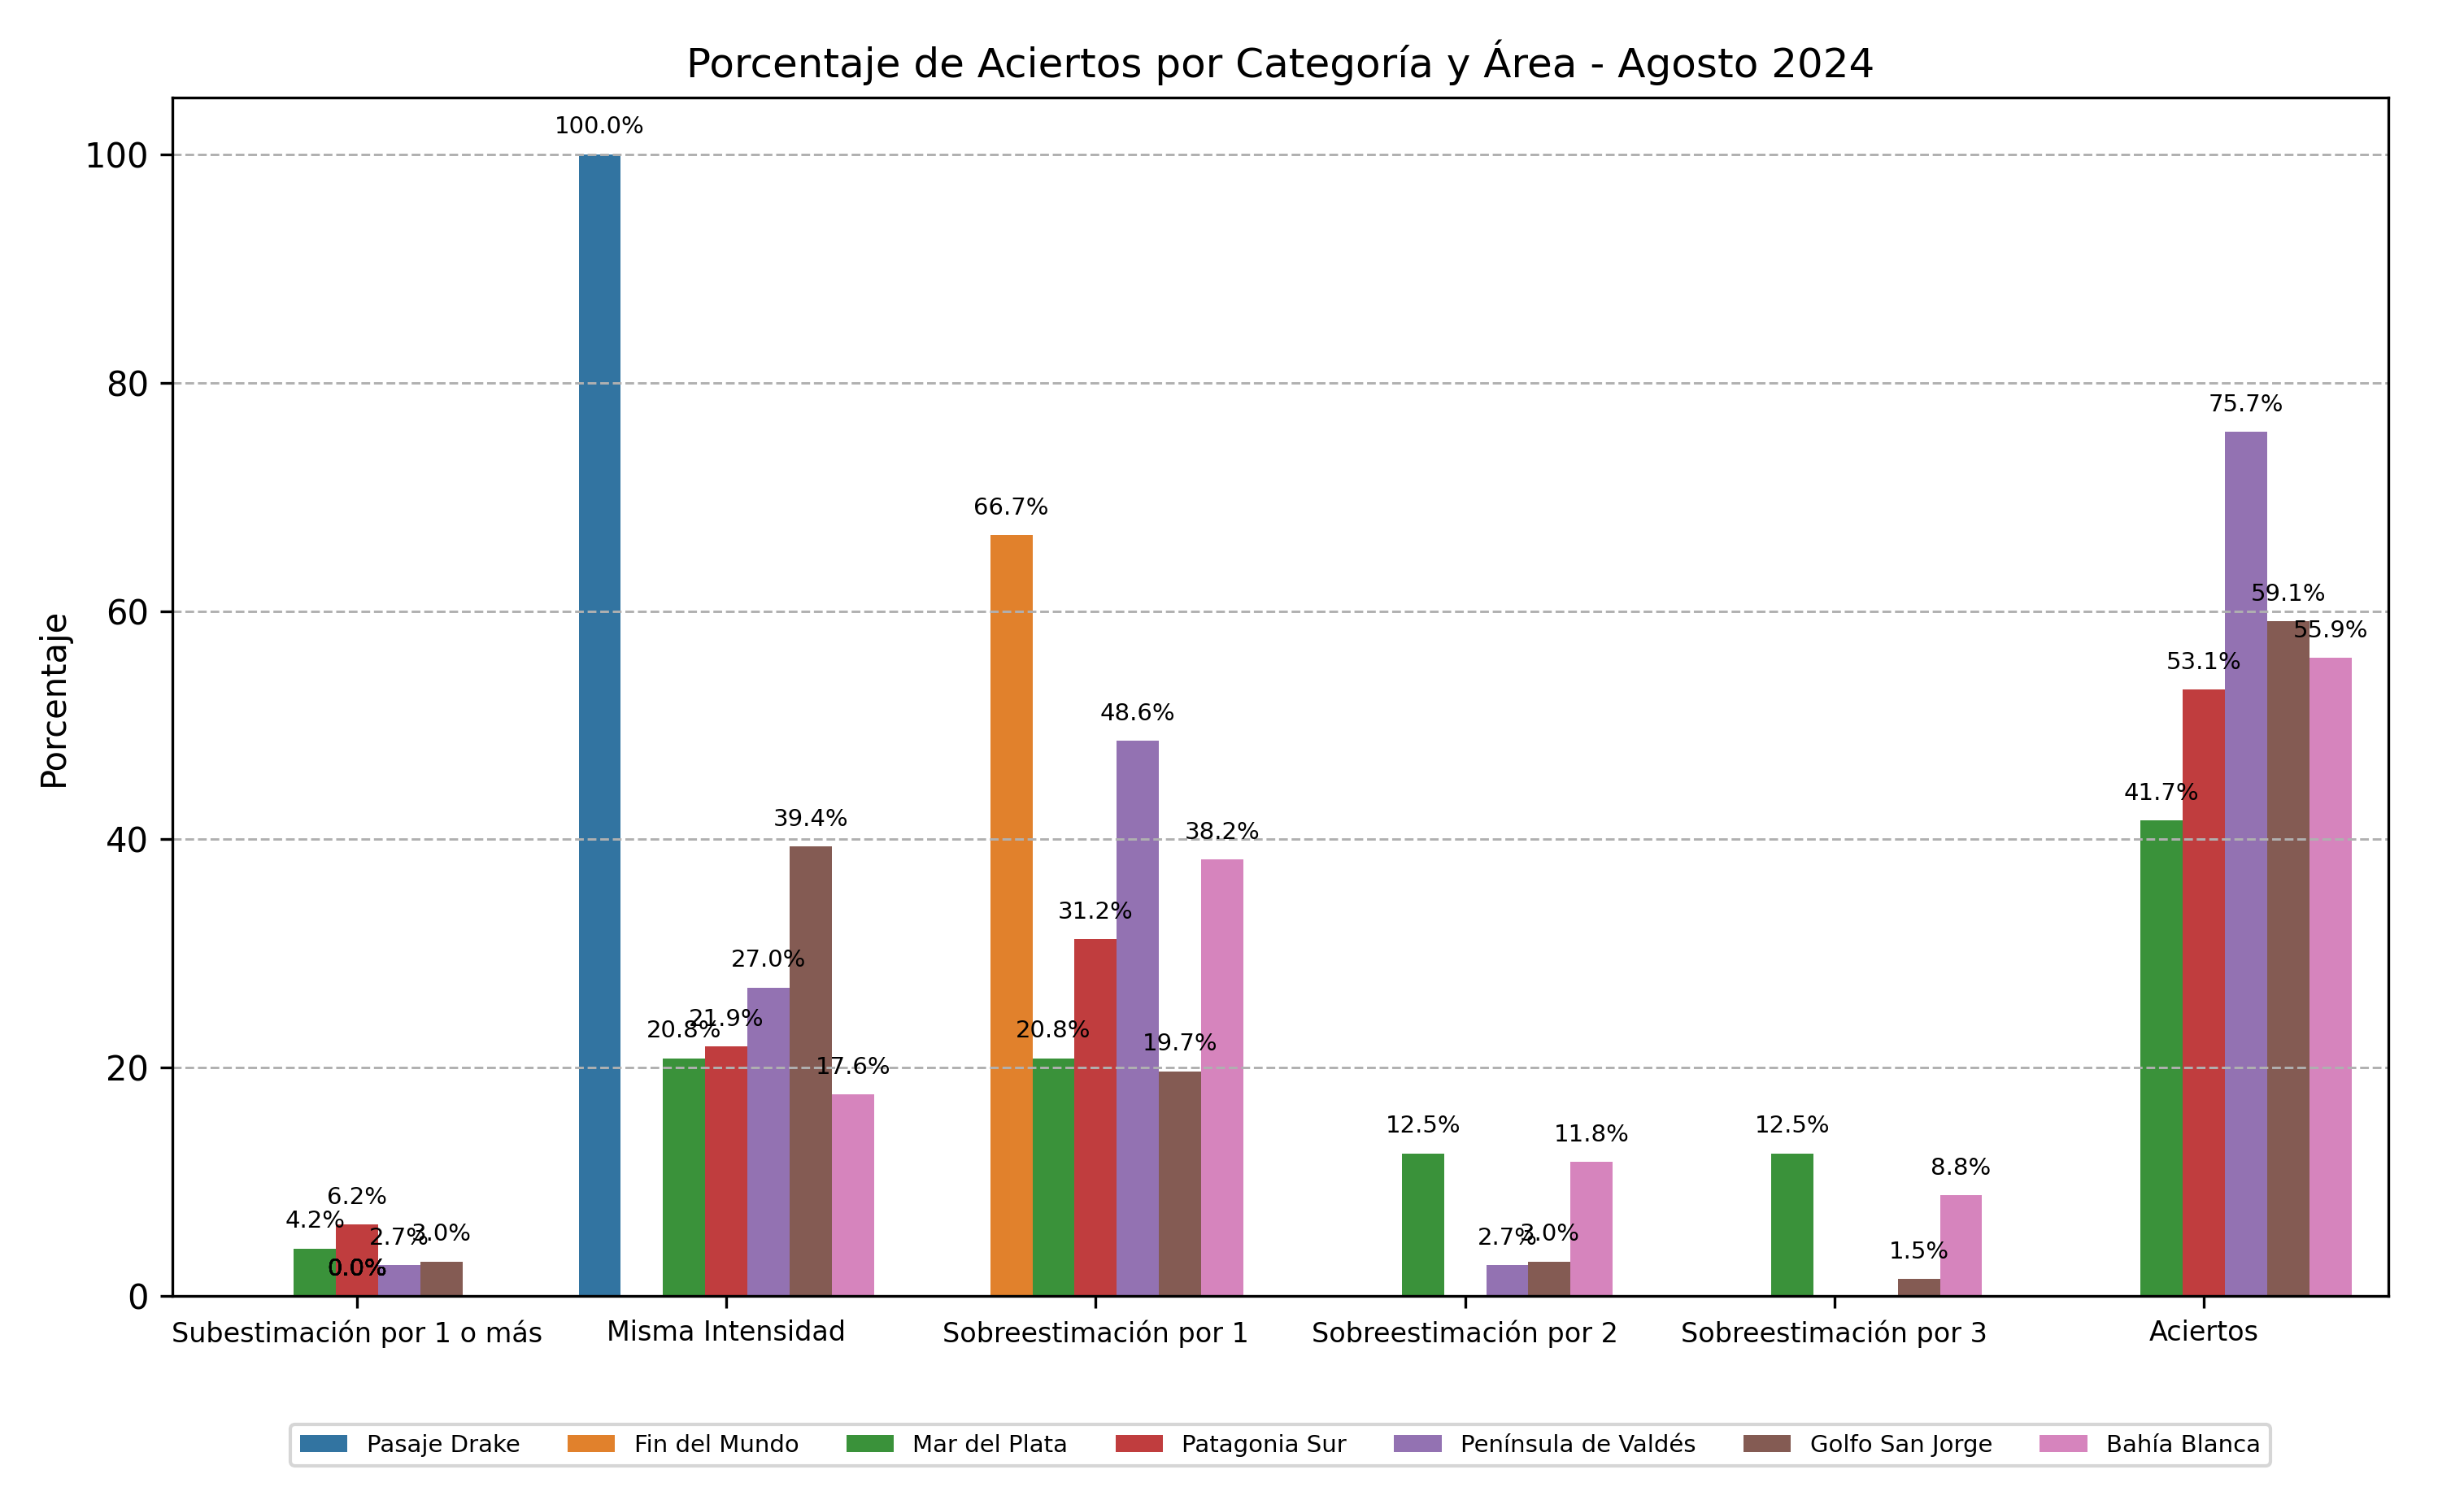 Porcentaje de Aciertos por Categoría y Área - Agosto 2024
Porcentaje
100
80
60
40
20
0
100.0%
66.7%
75.7%
59.1%
55.9%
53.1%
48.6%
41.7%
39.4%
38.2%
31.2%
27.0%
20.8%
21.9%
17.6%
20.8%
19.7%
12.5%
2.7%
3.0%
11.8%
12.5%
1.5%
8.8%
4.2%
6.2%
2.7%
3.0%
0.0%
Subestimación por 1 o más
Misma Intensidad
Sobreestimación por 1
Sobreestimación por 2
Sobreestimación por 3
Aciertos
Pasaje Drake
Fin del Mundo
Mar del Plata
Patagonia Sur
Península de Valdés
Golfo San Jorge
Bahía Blanca